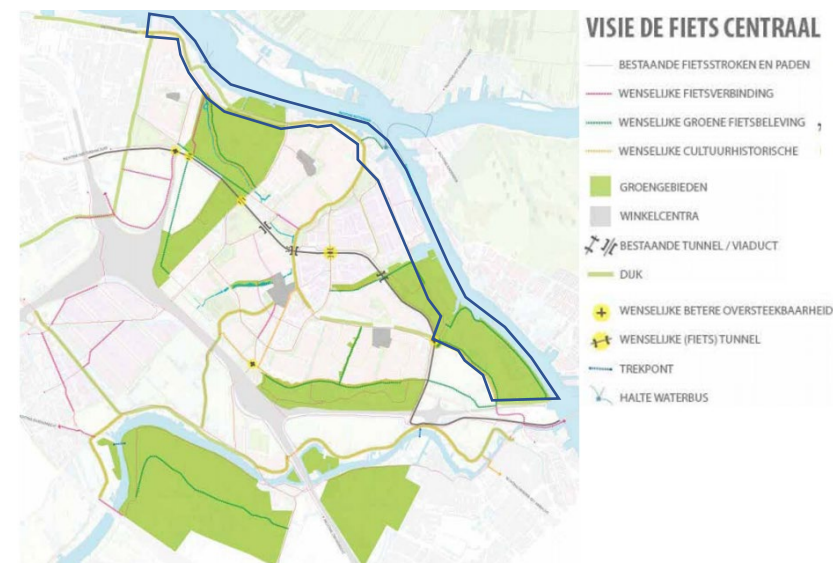 VISIE DE FIETS CENTRAAL
BESTAANDE FIETSSTROKEN EN PADEN
WENSELIJKE FIETSVERBINDING
WENSELIJKE GROENE FIETSBELEVING
WENSELIJKE CULTUURHISTORISCHE
GROENGEBIEDEN
WINKELCENTRA
BESTAANDE TUNNEL / VIADUCT
DIJK
WENSELIJKE BETERE OVERSTEEKBAARHEID
WENSELIJKE (FIETS) TUNNEL
TREKPONT
HALTE WATERBUS